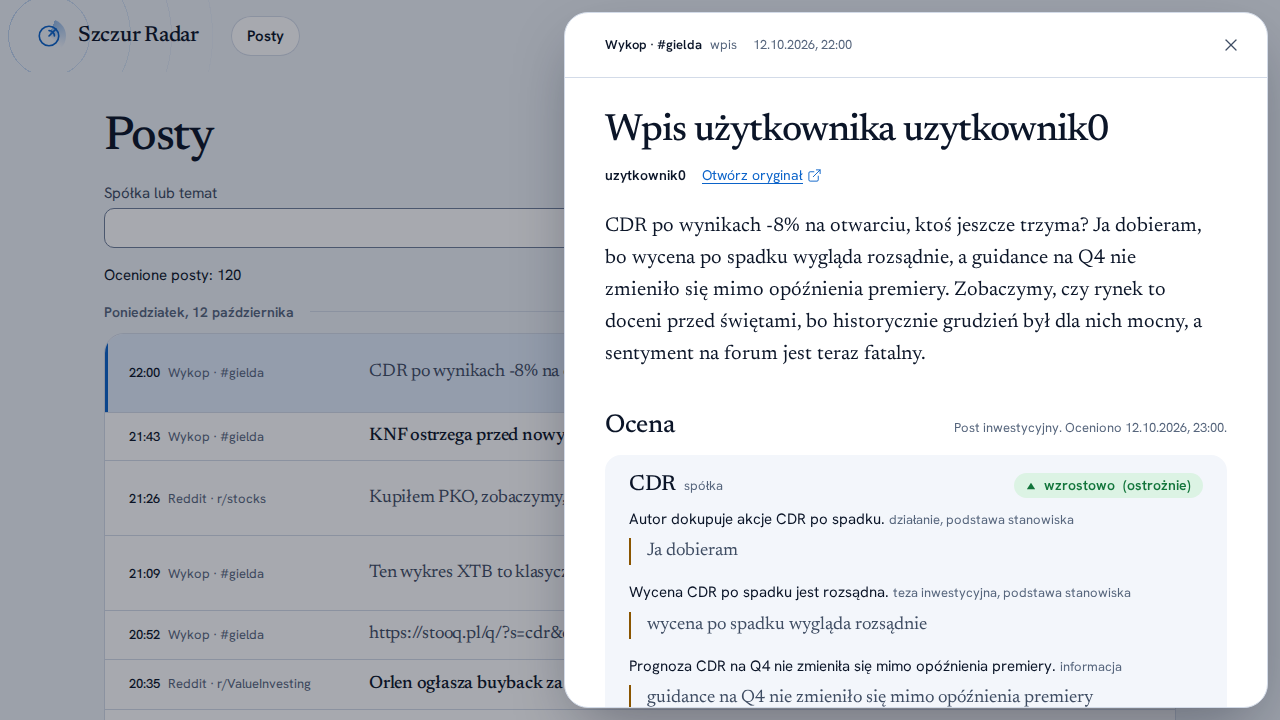 Szczur Radar
Posty
Posty
Spółka lub temat
Ocenione posty: 120
Poniedziałek, 12 października
22:00 Wykop · #gielda CDR po wynikach -8% na
21:43 Wykop · #gielda KNF ostrzega przed nowy
21:26 Reddit · r/stocks Kupiłem PKO, zobaczymy,
21:09 Wykop · #gielda Ten wykres XTB to klasyc
20:52 Wykop · #gielda https://stooq.pl/q/?s=cdr&
20:35 Reddit · r/ValueInvesting Orlen ogłasza buyback za
Wykop · #gielda wpis 12.10.2026, 22:00
Wpis użytkownika uzytkownik0
uzytkownik0 Otwórz oryginał
CDR po wynikach -8% na otwarciu, ktoś jeszcze trzyma? Ja dobieram,
bo wycena po spadku wygląda rozsądnie, a guidance na Q4 nie
zmieniło się mimo opóźnienia premiery. Zobaczymy, czy rynek to
doceni przed świętami, bo historycznie grudzień był dla nich mocny, a
sentyment na forum jest teraz fatalny.
Ocena
Post inwestycyjny. Oceniono 12.10.2026, 23:00.
CDR spółka
wzrostowo (ostrożnie)
Autor dokupuje akcje CDR po spadku. działanie, podstawa stanowiska
Ja dobieram
Wycena CDR po spadku jest rozsądna. teza inwestycyjna, podstawa stanowiska
wycena po spadku wygląda rozsądnie
Prognoza CDR na Q4 nie zmieniła się mimo opóźnienia premiery. informacja
guidance na Q4 nie zmieniło się mimo opóźnienia premiery